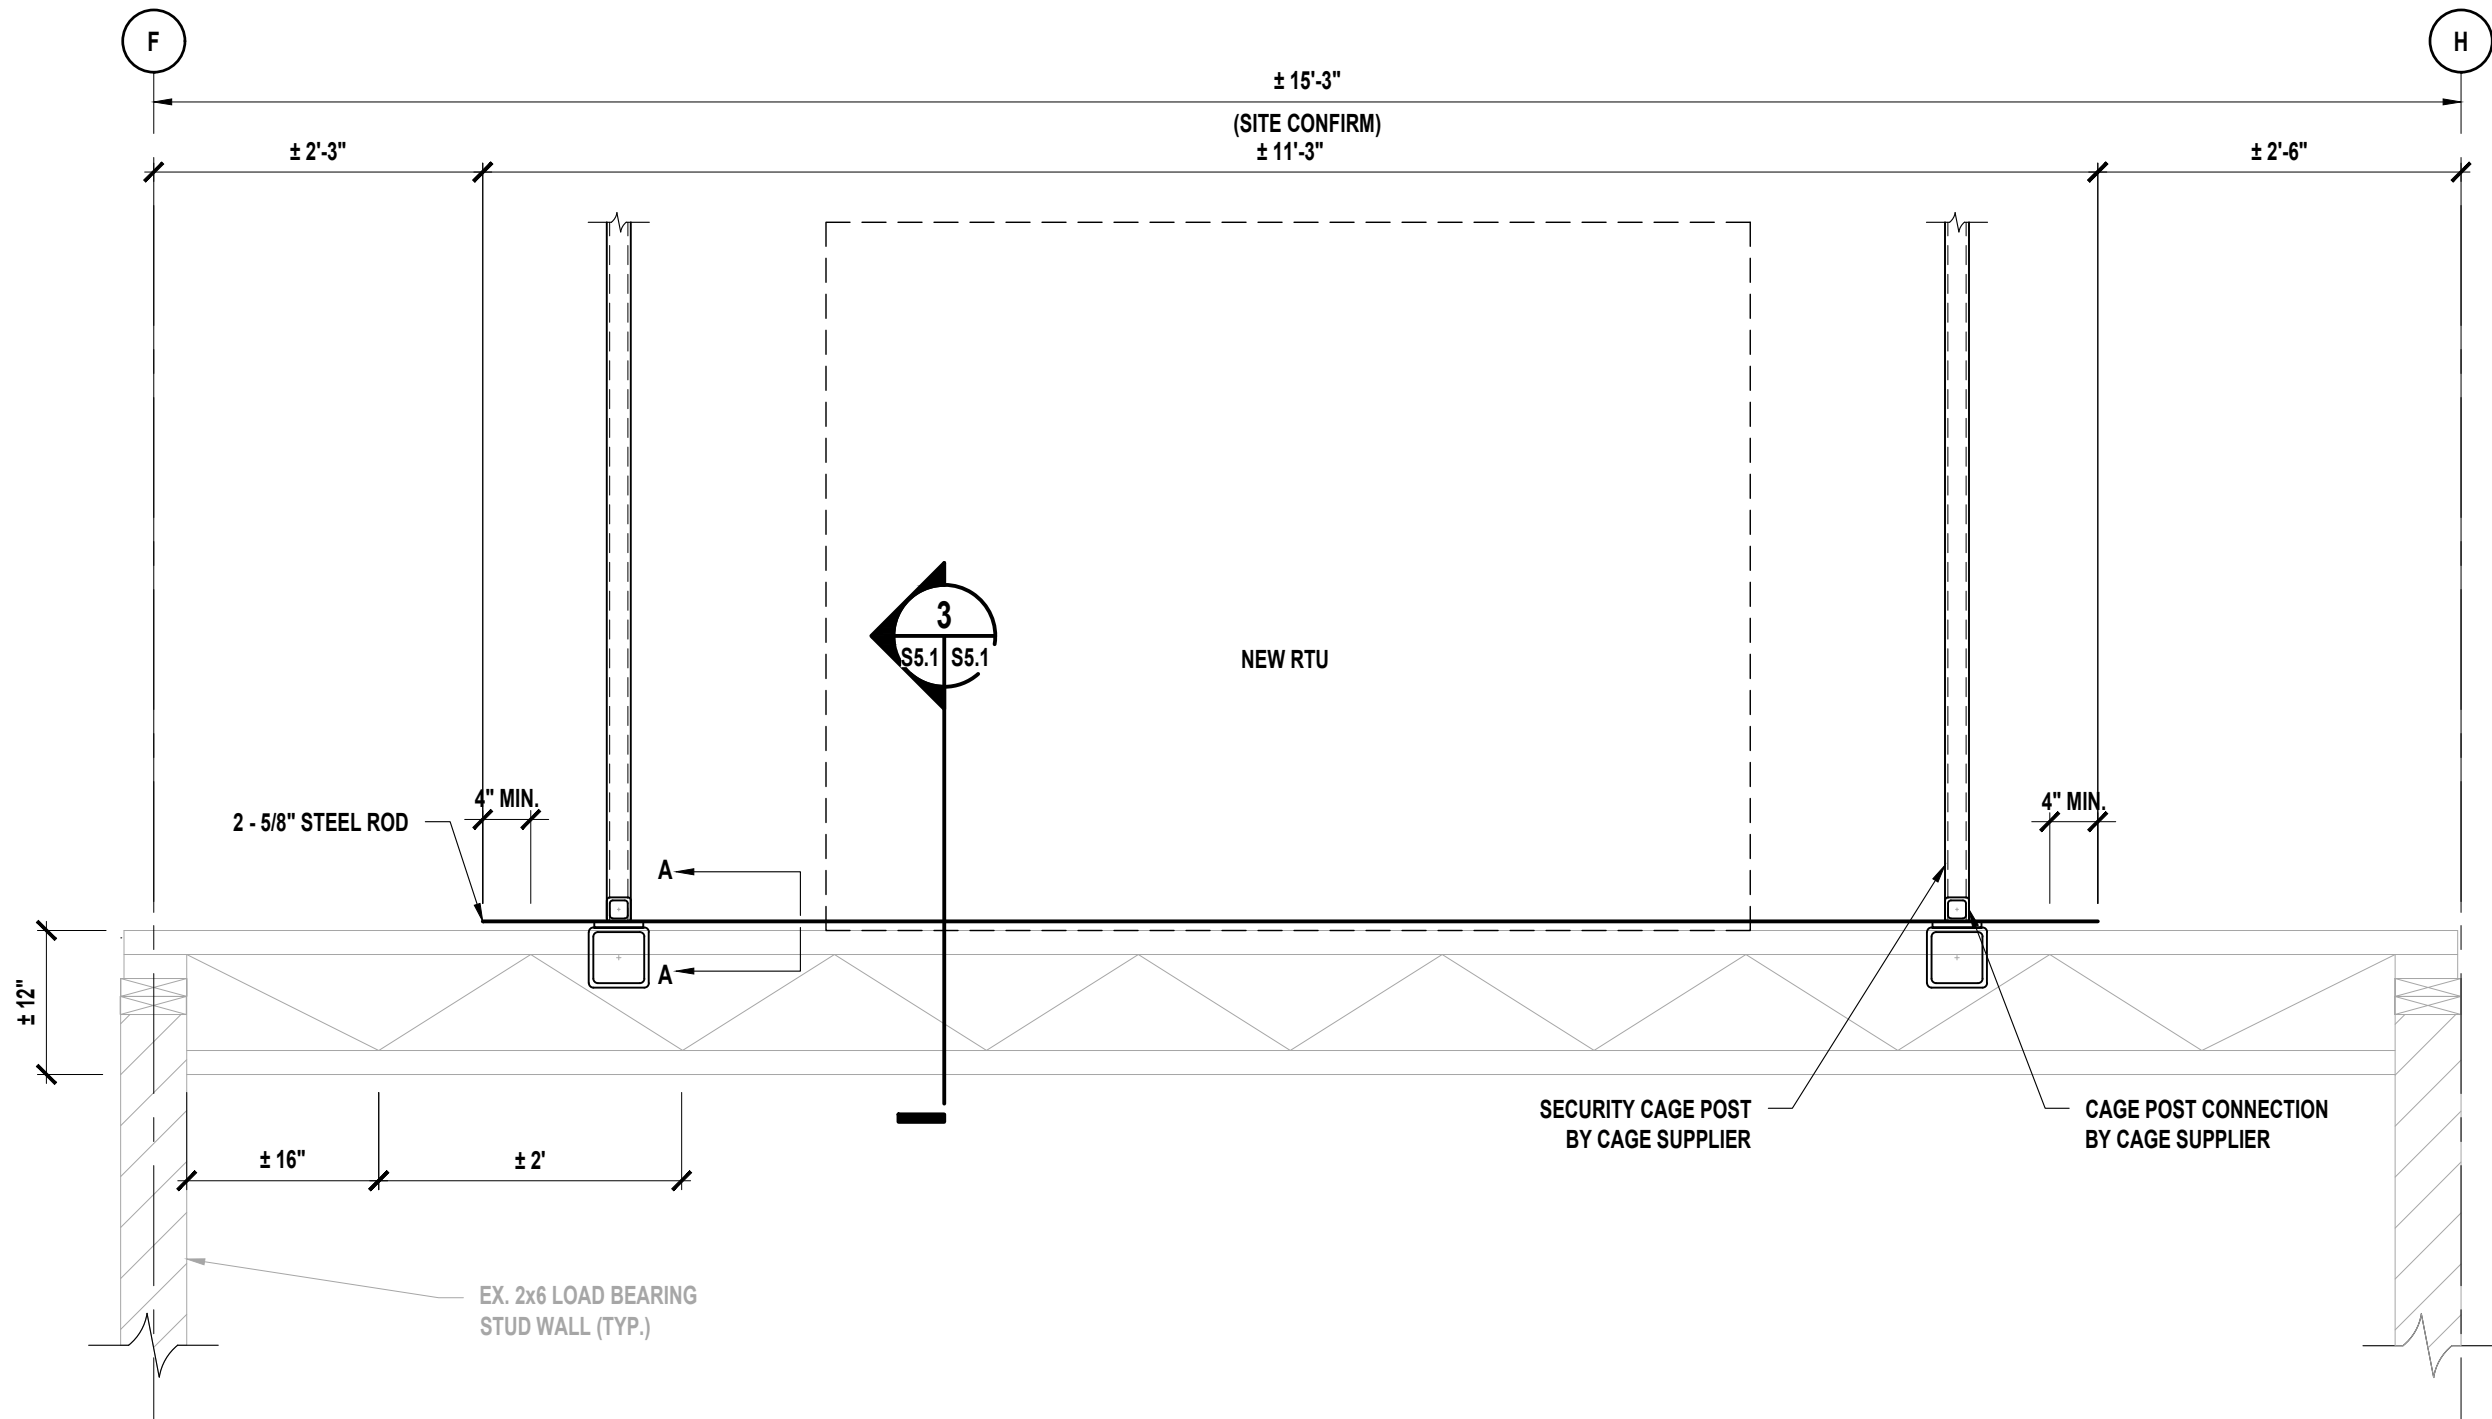 F
H
± 15'-3"
(SITE CONFIRM)
± 2'-3"
± 11'-3"
± 2'-6"
3
S5.1
S5.1
NEW RTU
4" MIN.
4" MIN.
2 - 5/8" STEEL ROD
A
A
± 12"
SECURITY CAGE POST
BY CAGE SUPPLIER
CAGE POST CONNECTION
BY CAGE SUPPLIER
± 16"
± 2'
EX. 2x6 LOAD BEARING
STUD WALL (TYP.)